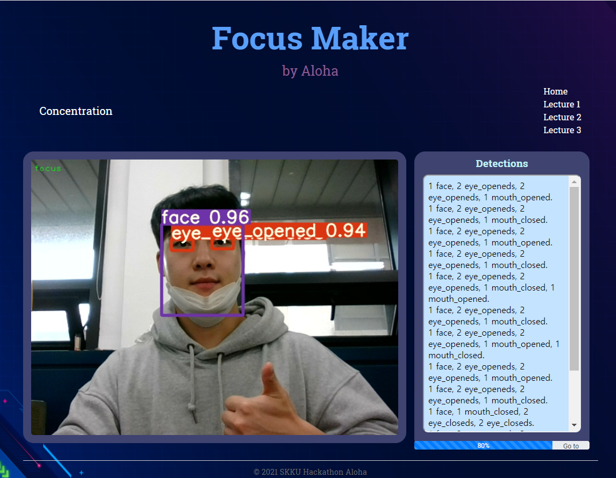 Focus Maker
by Aloha
Home
Lecture 1
Lecture 2
Lecture 3
Concentration
focus
face 0.96
eye_eye_opened 0.94
Detections
1 face, 2 eye_openeds, 2
eye_openeds, 1 mouth_opened.
1 face, 2 eye_openeds, 2
eye_openeds, 1 mouth_closed.
1 face, 2 eye_openeds, 2
eye_openeds, 1 mouth_opened.
1 face, 2 eye_openeds, 2
eye_openeds, 1 mouth_closed.
1 face, 2 eye_openeds, 2
eye_openeds, 1 mouth_closed, 1
mouth_opened.
1 face, 2 eye_openeds, 2
eye_openeds, 1 mouth_closed.
1 face, 2 eye_openeds, 2
eye_openeds, 1 mouth_opened, 1
mouth_closed.
1 face, 2 eye_openeds, 2
eye_openeds, 1 mouth_opened.
1 face, 2 eye_openeds, 2
eye_openeds, 1 mouth_closed.
1 face, 1 mouth_closed, 2
eye_closeds, 2 eye_closeds.
80%
Go to
© 2021 SKKU Hackathon Aloha